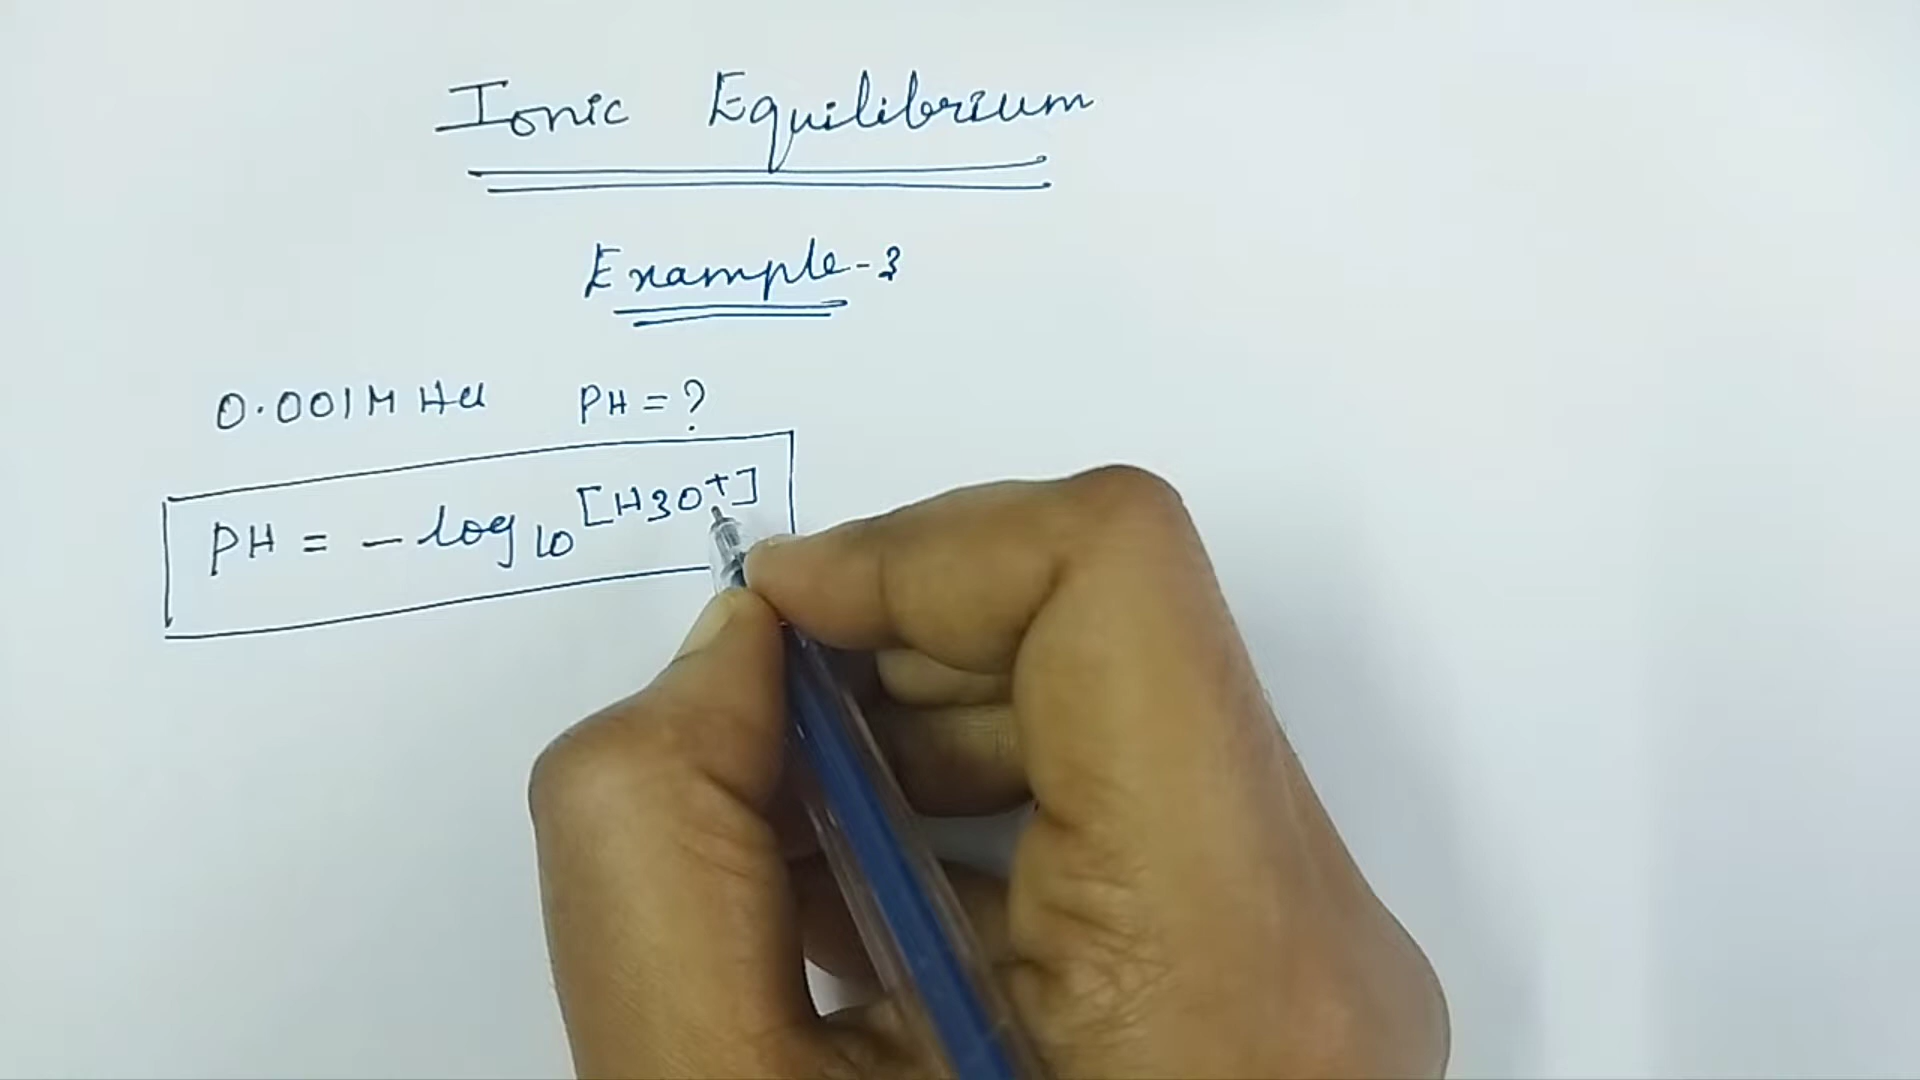 Ionic Equilibrium
Example-3
0.001M HCl PH = ?
PH = - log10 [H3O+]